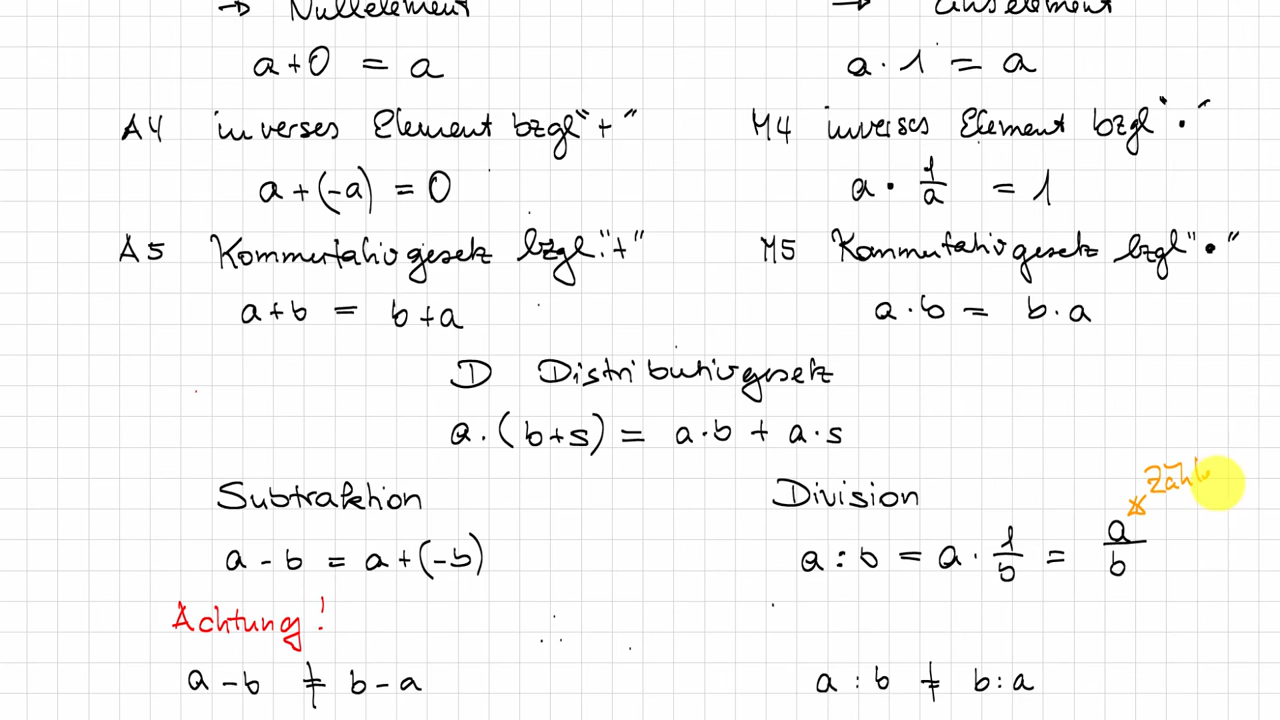 → Nullelement → Einselement
a+0 = a a · 1 = a
A4 inverses Element bzgl "+" M4 inverses Element bzgl "·"
a + (-a) = 0 a · 1/a = 1
A5 Kommutativgesetz bzgl. "+" M5 Kommutativgesetz bzgl "·"
a+b = b+a a · b = b · a
D Distributivgesetz
a · (b+s) = a·b + a·s
Subtraktion Division
Zähle
a - b = a + (-b) a : b = a · 1/b = a/b
Achtung!
a - b ≠ b - a a : b ≠ b : a